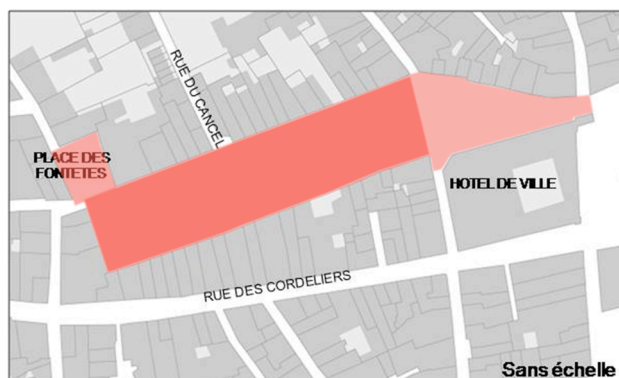 RUE DU CANCEL
PLACE DES
FONTETES
HOTEL DE VILLE
RUE DES CORDELIERS
Sans échelle